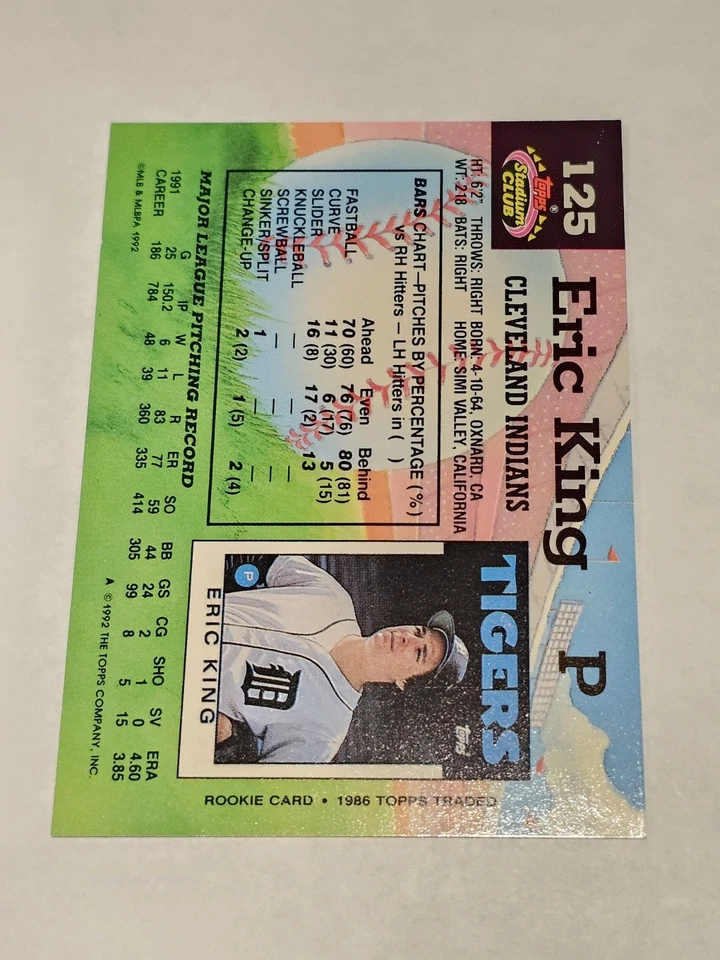 125
Eric King P
topps®
Stadium
CLUB
CLEVELAND INDIANS
HT: 6'2" THROWS: RIGHT BORN: 4-10-64, OXNARD, CA
WT: 218 BATS: RIGHT HOME: SIMI VALLEY, CALIFORNIA
BARS CHART—PITCHES BY PERCENTAGE (%)
vs RH Hitters – LH Hitters in ( )
Ahead Even Behind
FASTBALL 70 (60) 76 (76) 80 (81)
CURVE 11 (30) 6 (17) 5 (15)
SLIDER 16 (8) 17 (2) 13
KNUCKLEBALL — — —
SCREWBALL — — —
SINKER/SPLIT 1 — —
CHANGE-UP 2 (2) 1 (5) 2 (4)
TIGERS
TOPPS
P
ERIC KING
ROOKIE CARD • 1986 TOPPS TRADED
MAJOR LEAGUE PITCHING RECORD
G IP W L R ER SO BB GS CG SHO SV ERA
1991 25 150.2 6 11 83 77 59 44 24 2 1 0 4.60
CAREER 186 784 48 39 360 335 414 305 99 8 5 15 3.85
©MLB & MLBPA 1992
A ©1992 THE TOPPS COMPANY, INC.